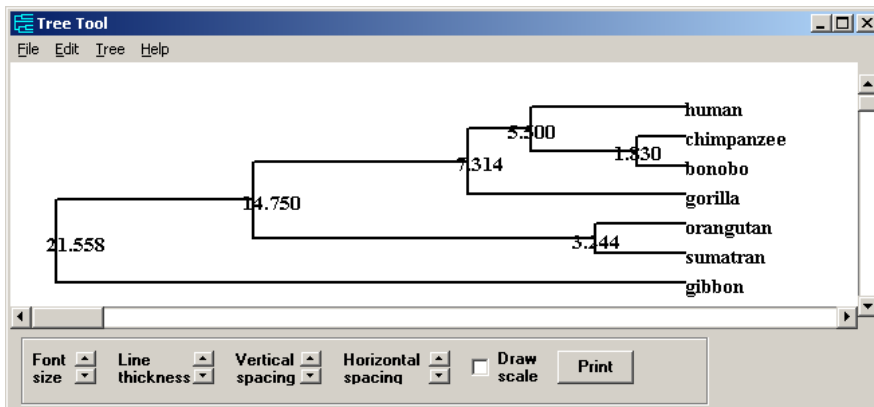 Tree Tool
File Edit Tree Help
human
5.500
chimpanzee
1.830
7.314
bonobo
gorilla
14.750
orangutan
21.558
3.244
sumatran
gibbon
Font size
Line thickness
Vertical spacing
Horizontal spacing
Draw scale
Print